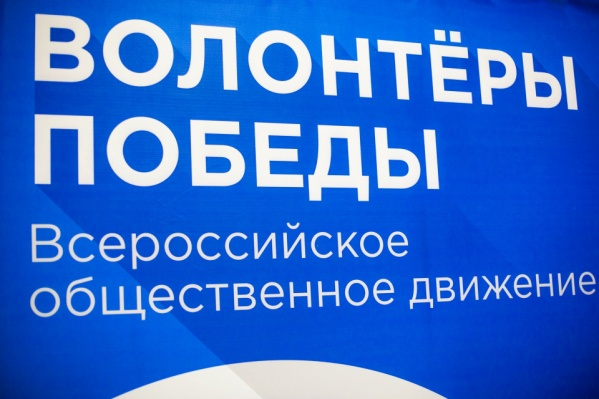 ВОЛОНТЁРЫ
ПОБЕДЫ
Всероссийское
общественное движение